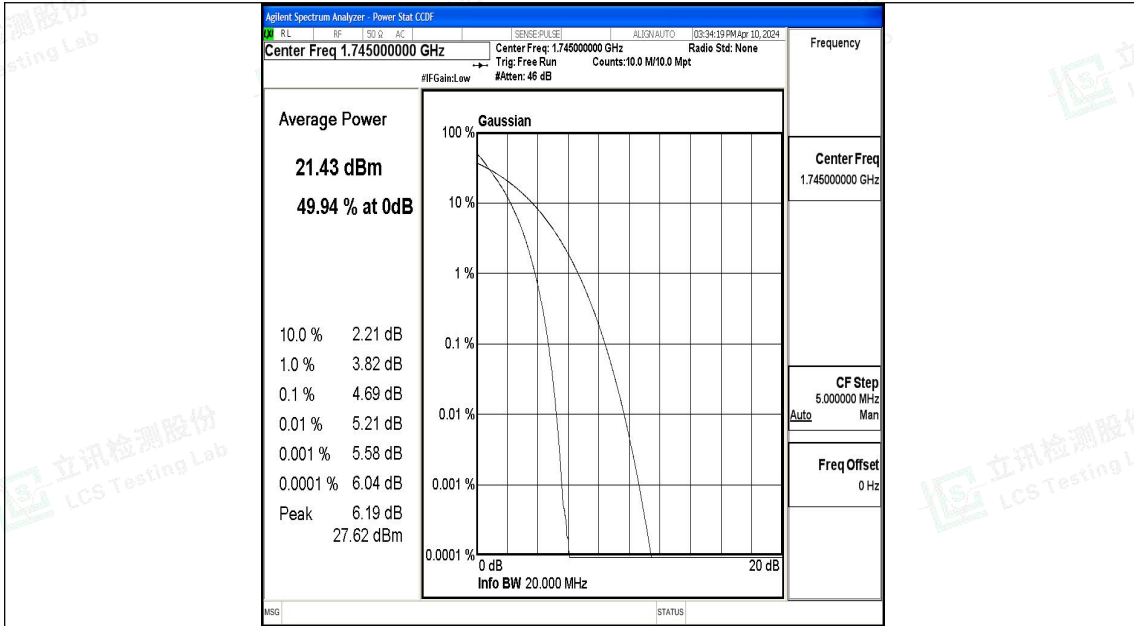 Agilent Spectrum Analyzer - Power Stat CCDF
LXI RL RF 50 Ω AC SENSE:PULSE ALIGN AUTO 03:34:19 PM Apr 10, 2024
Center Freq 1.745000000 GHz
Center Freq: 1.745000000 GHz Radio Std: None
Trig: Free Run Counts:10.0 M/10.0 Mpt
#IFGain:Low #Atten: 46 dB
Frequency
Average Power
21.43 dBm
49.94 % at 0dB
10.0 % 2.21 dB
1.0 % 3.82 dB
0.1 % 4.69 dB
0.01 % 5.21 dB
0.001 % 5.58 dB
0.0001 % 6.04 dB
Peak 6.19 dB
27.62 dBm
Gaussian
100 %
10 %
1 %
0.1 %
0.01 %
0.001 %
0.0001 %
0 dB 20 dB
Info BW 20.000 MHz
Center Freq
1.745000000 GHz
CF Step
5.000000 MHz
Auto Man
Freq Offset
0 Hz
MSG STATUS
测股份
sting Lab
立讯检测股份
LCS Testing Lab
立讯检测股份
LCS Testing L
立